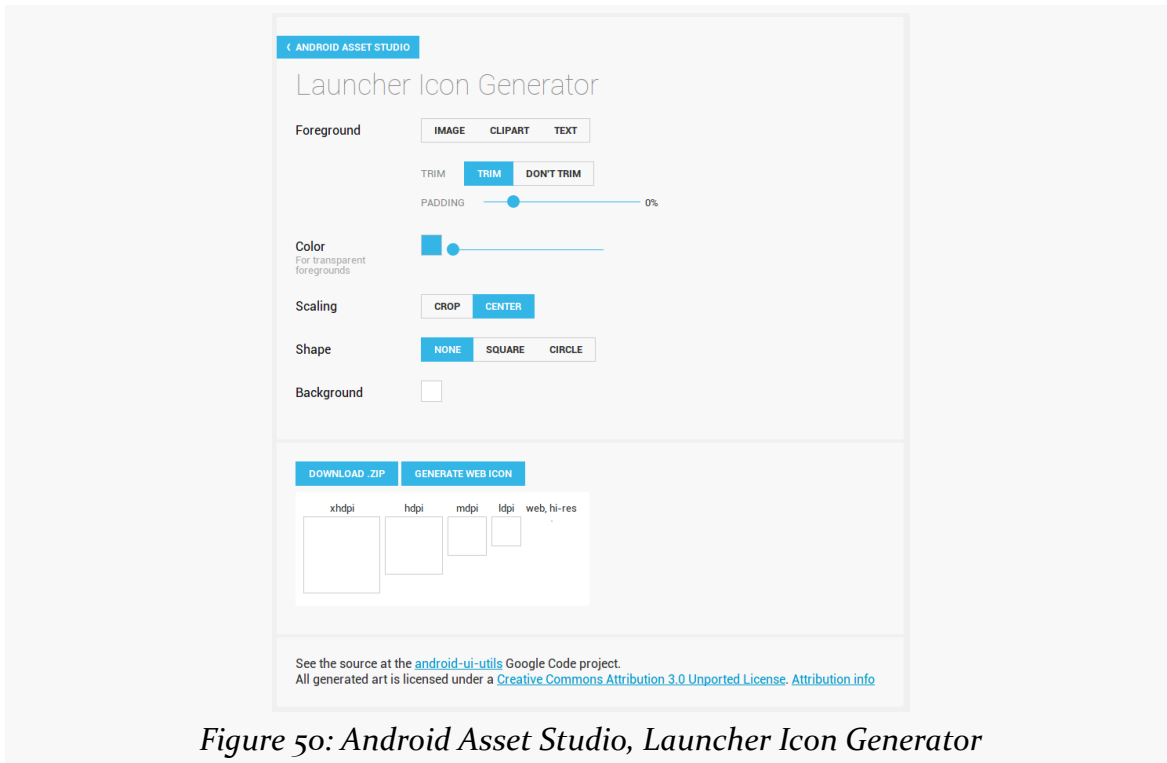 ANDROID ASSET STUDIO
Launcher Icon Generator
Foreground IMAGE CLIPART TEXT
TRIM TRIM DON'T TRIM
PADDING 0%
Color
For transparent
foregrounds
Scaling CROP CENTER
Shape NONE SQUARE CIRCLE
Background
DOWNLOAD .ZIP GENERATE WEB ICON
xhdpi hdpi mdpi ldpi web, hi-res
See the source at the android-ui-utils Google Code project.
All generated art is licensed under a Creative Commons Attribution 3.0 Unported License. Attribution info
Figure 50: Android Asset Studio, Launcher Icon Generator